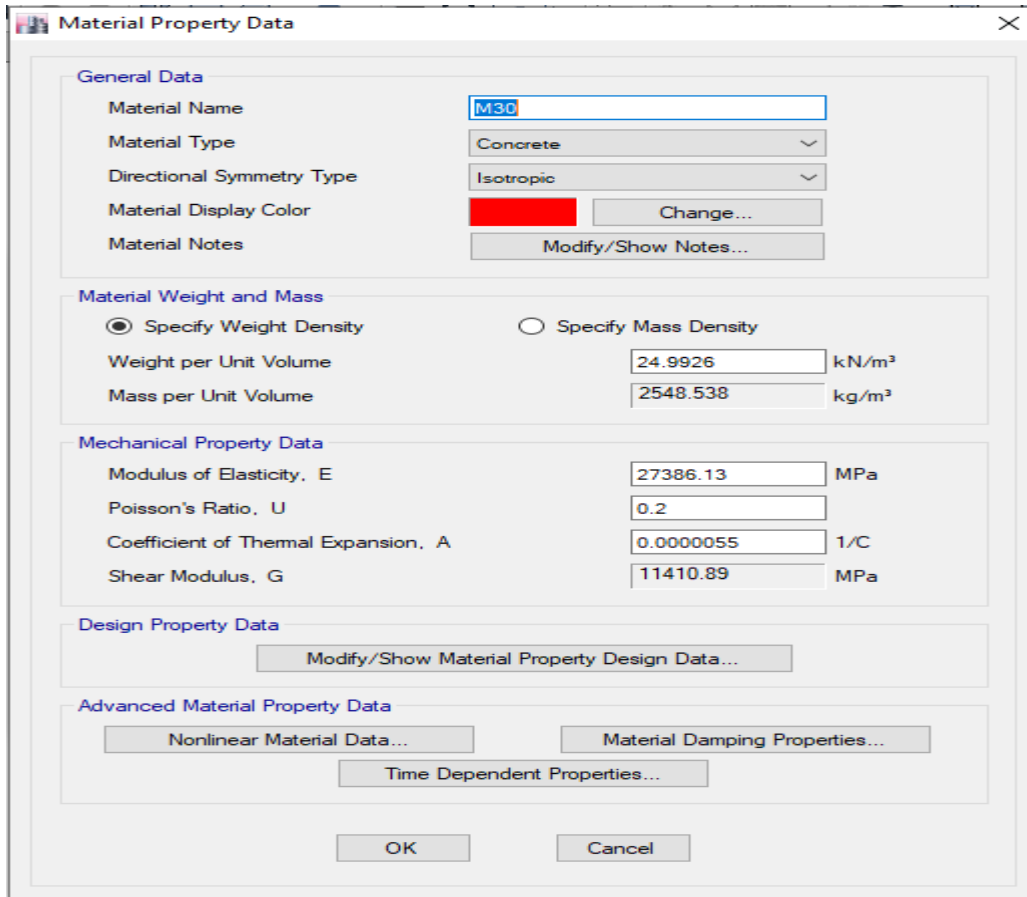 Material Property Data
General Data
Material Name M30
Material Type Concrete
Directional Symmetry Type Isotropic
Material Display Color Change...
Material Notes Modify/Show Notes...
Material Weight and Mass
Specify Weight Density Specify Mass Density
Weight per Unit Volume 24.9926 kN/m³
Mass per Unit Volume 2548.538 kg/m³
Mechanical Property Data
Modulus of Elasticity, E 27386.13 MPa
Poisson's Ratio, U 0.2
Coefficient of Thermal Expansion, A 0.0000055 1/C
Shear Modulus, G 11410.89 MPa
Design Property Data
Modify/Show Material Property Design Data...
Advanced Material Property Data
Nonlinear Material Data... Material Damping Properties...
Time Dependent Properties...
OK Cancel